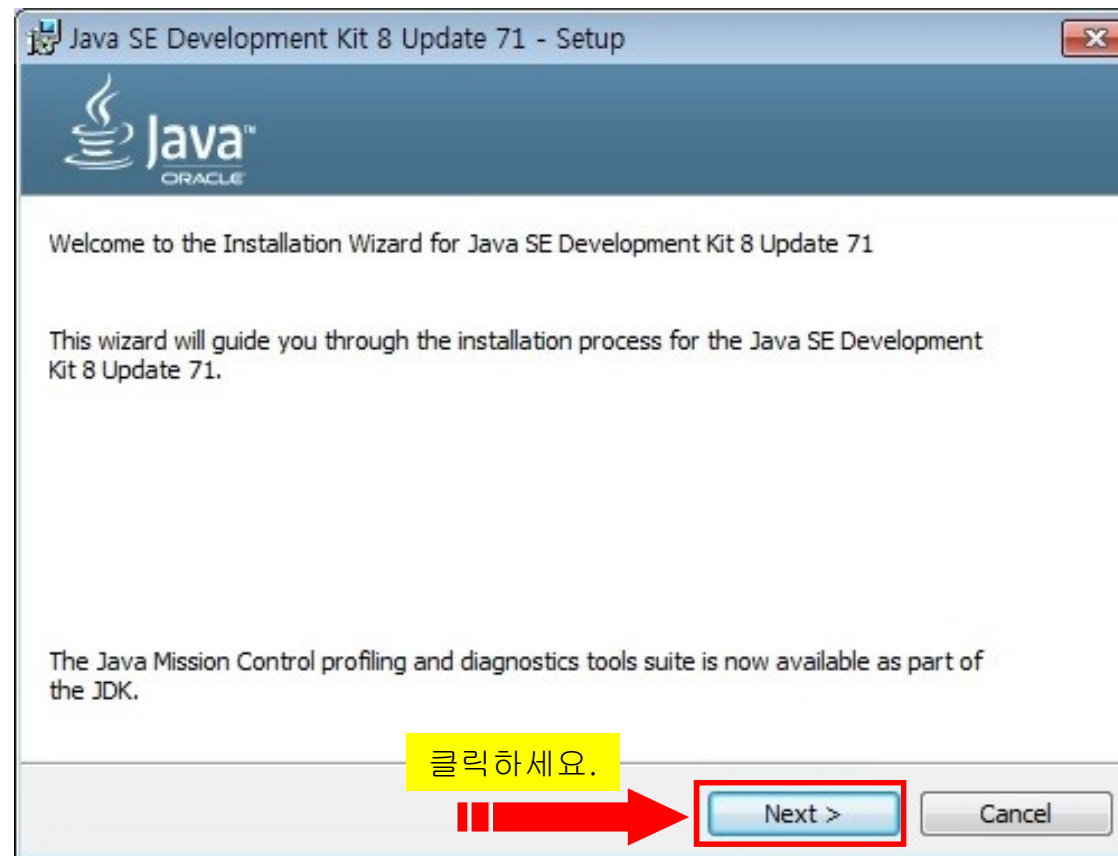 Java SE Development Kit 8 Update 71 - Setup
Java™
ORACLE
Welcome to the Installation Wizard for Java SE Development Kit 8 Update 71
This wizard will guide you through the installation process for the Java SE Development
Kit 8 Update 71.
The Java Mission Control profiling and diagnostics tools suite is now available as part of
the JDK.
클릭하세요.
Next >
Cancel